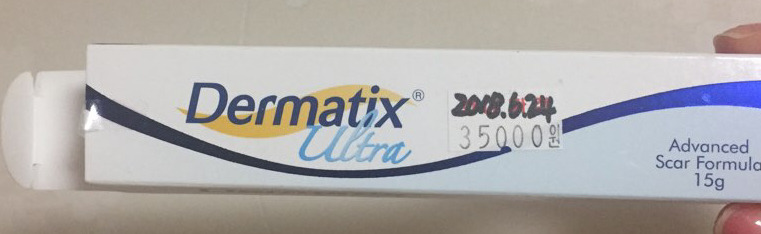 Dermatix®
Ultra
2018.6.24
35000원
Advanced
Scar Formula
15g